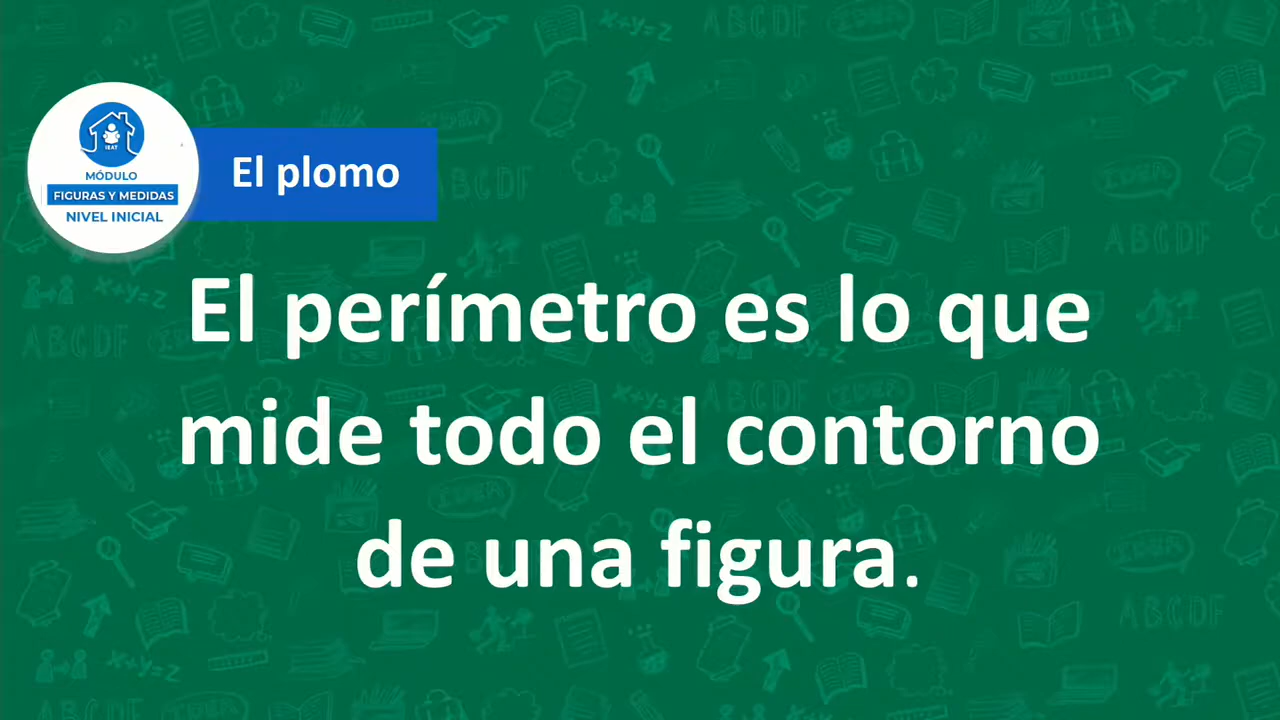 IEAT
MÓDULO
FIGURAS Y MEDIDAS
NIVEL INICIAL
El plomo
El perímetro es lo que
mide todo el contorno
de una figura.